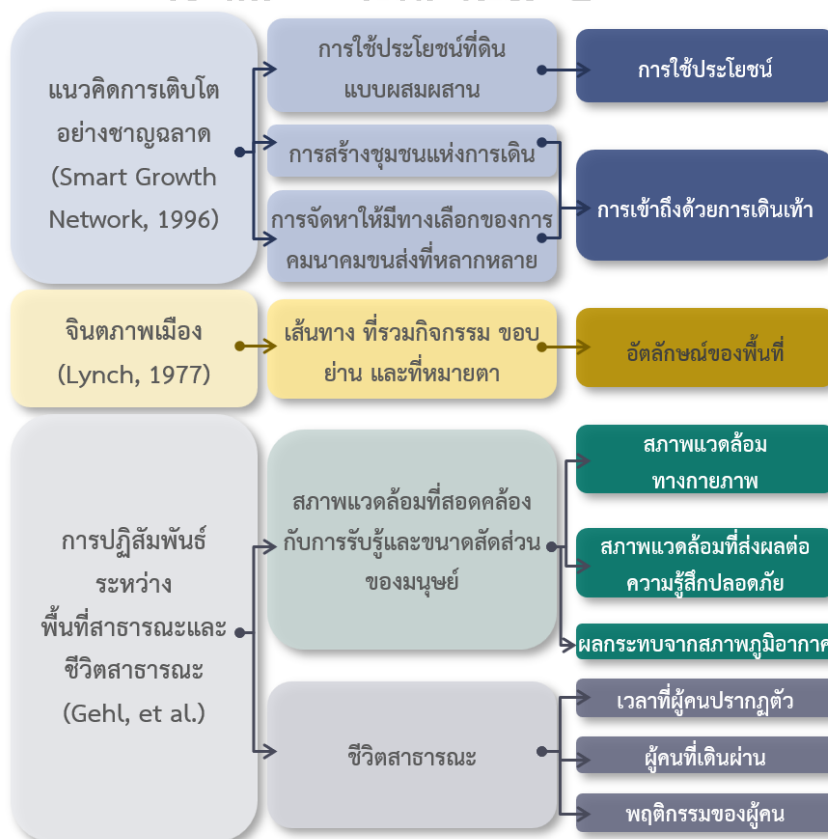 แนวคิดการเติบโต
อย่างชาญฉลาด
(Smart Growth
Network, 1996)
การใช้ประโยชน์ที่ดิน
แบบผสมผสาน
การใช้ประโยชน์
การสร้างชุมชนแห่งการเดิน
การจัดหาให้มีทางเลือกของการ
คมนาคมขนส่งที่หลากหลาย
การเข้าถึงด้วยการเดินเท้า
จินตภาพเมือง
(Lynch, 1977)
เส้นทาง ที่รวมกิจกรรม ขอบ
ย่าน และที่หมายตา
อัตลักษณ์ของพื้นที่
การปฏิสัมพันธ์
ระหว่าง
พื้นที่สาธารณะและ
ชีวิตสาธารณะ
(Gehl, et al.)
สภาพแวดล้อมที่สอดคล้อง
กับการรับรู้และขนาดสัดส่วน
ของมนุษย์
สภาพแวดล้อม
ทางกายภาพ
สภาพแวดล้อมที่ส่งผลต่อ
ความรู้สึกปลอดภัย
ผลกระทบจากสภาพภูมิอากาศ
ชีวิตสาธารณะ
เวลาที่ผู้คนปรากฏตัว
ผู้คนที่เดินผ่าน
พฤติกรรมของผู้คน